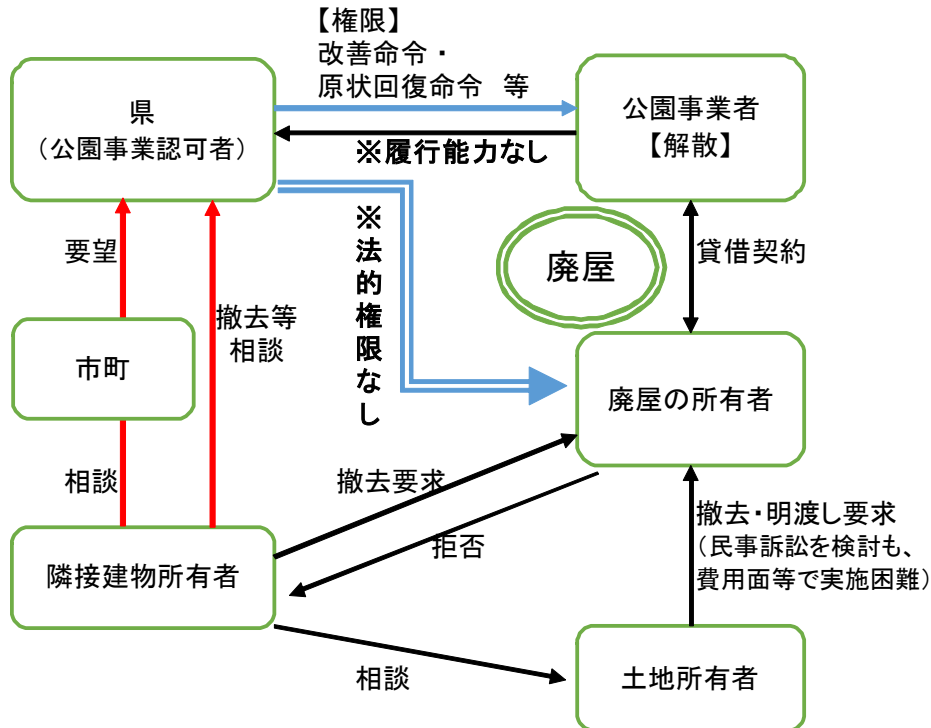 【権限】
改善命令・
原状回復命令　等
県
（公園事業認可者）
公園事業者
【解散】
※履行能力なし
※法的権限なし
廃屋
貸借契約
要望
撤去等
相談
市町
廃屋の所有者
相談
撤去要求
拒否
撤去・明渡し要求
（民事訴訟を検討も、
費用面等で実施困難）
隣接建物所有者
相談
土地所有者